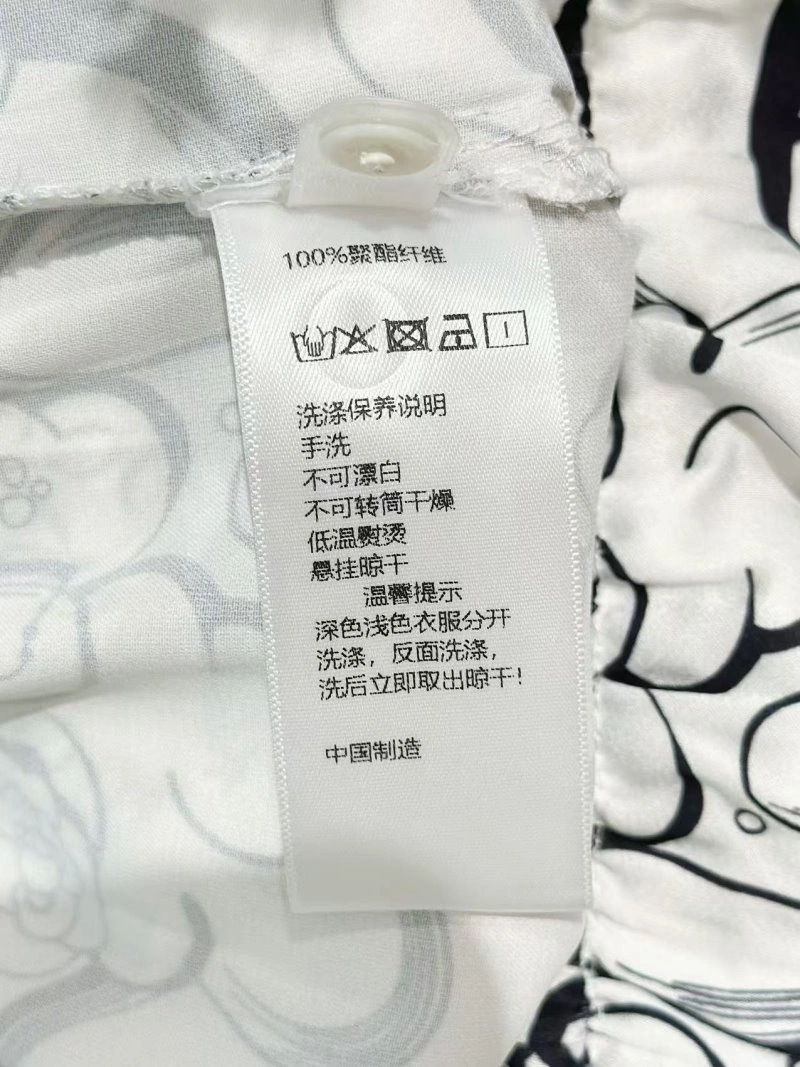 100%聚酯纤维
洗涤保养说明
手洗
不可漂白
不可转筒干燥
低温熨烫
悬挂晾干
温馨提示
深色浅色衣服分开
洗涤，反面洗涤，
洗后立即取出晾干！
中国制造